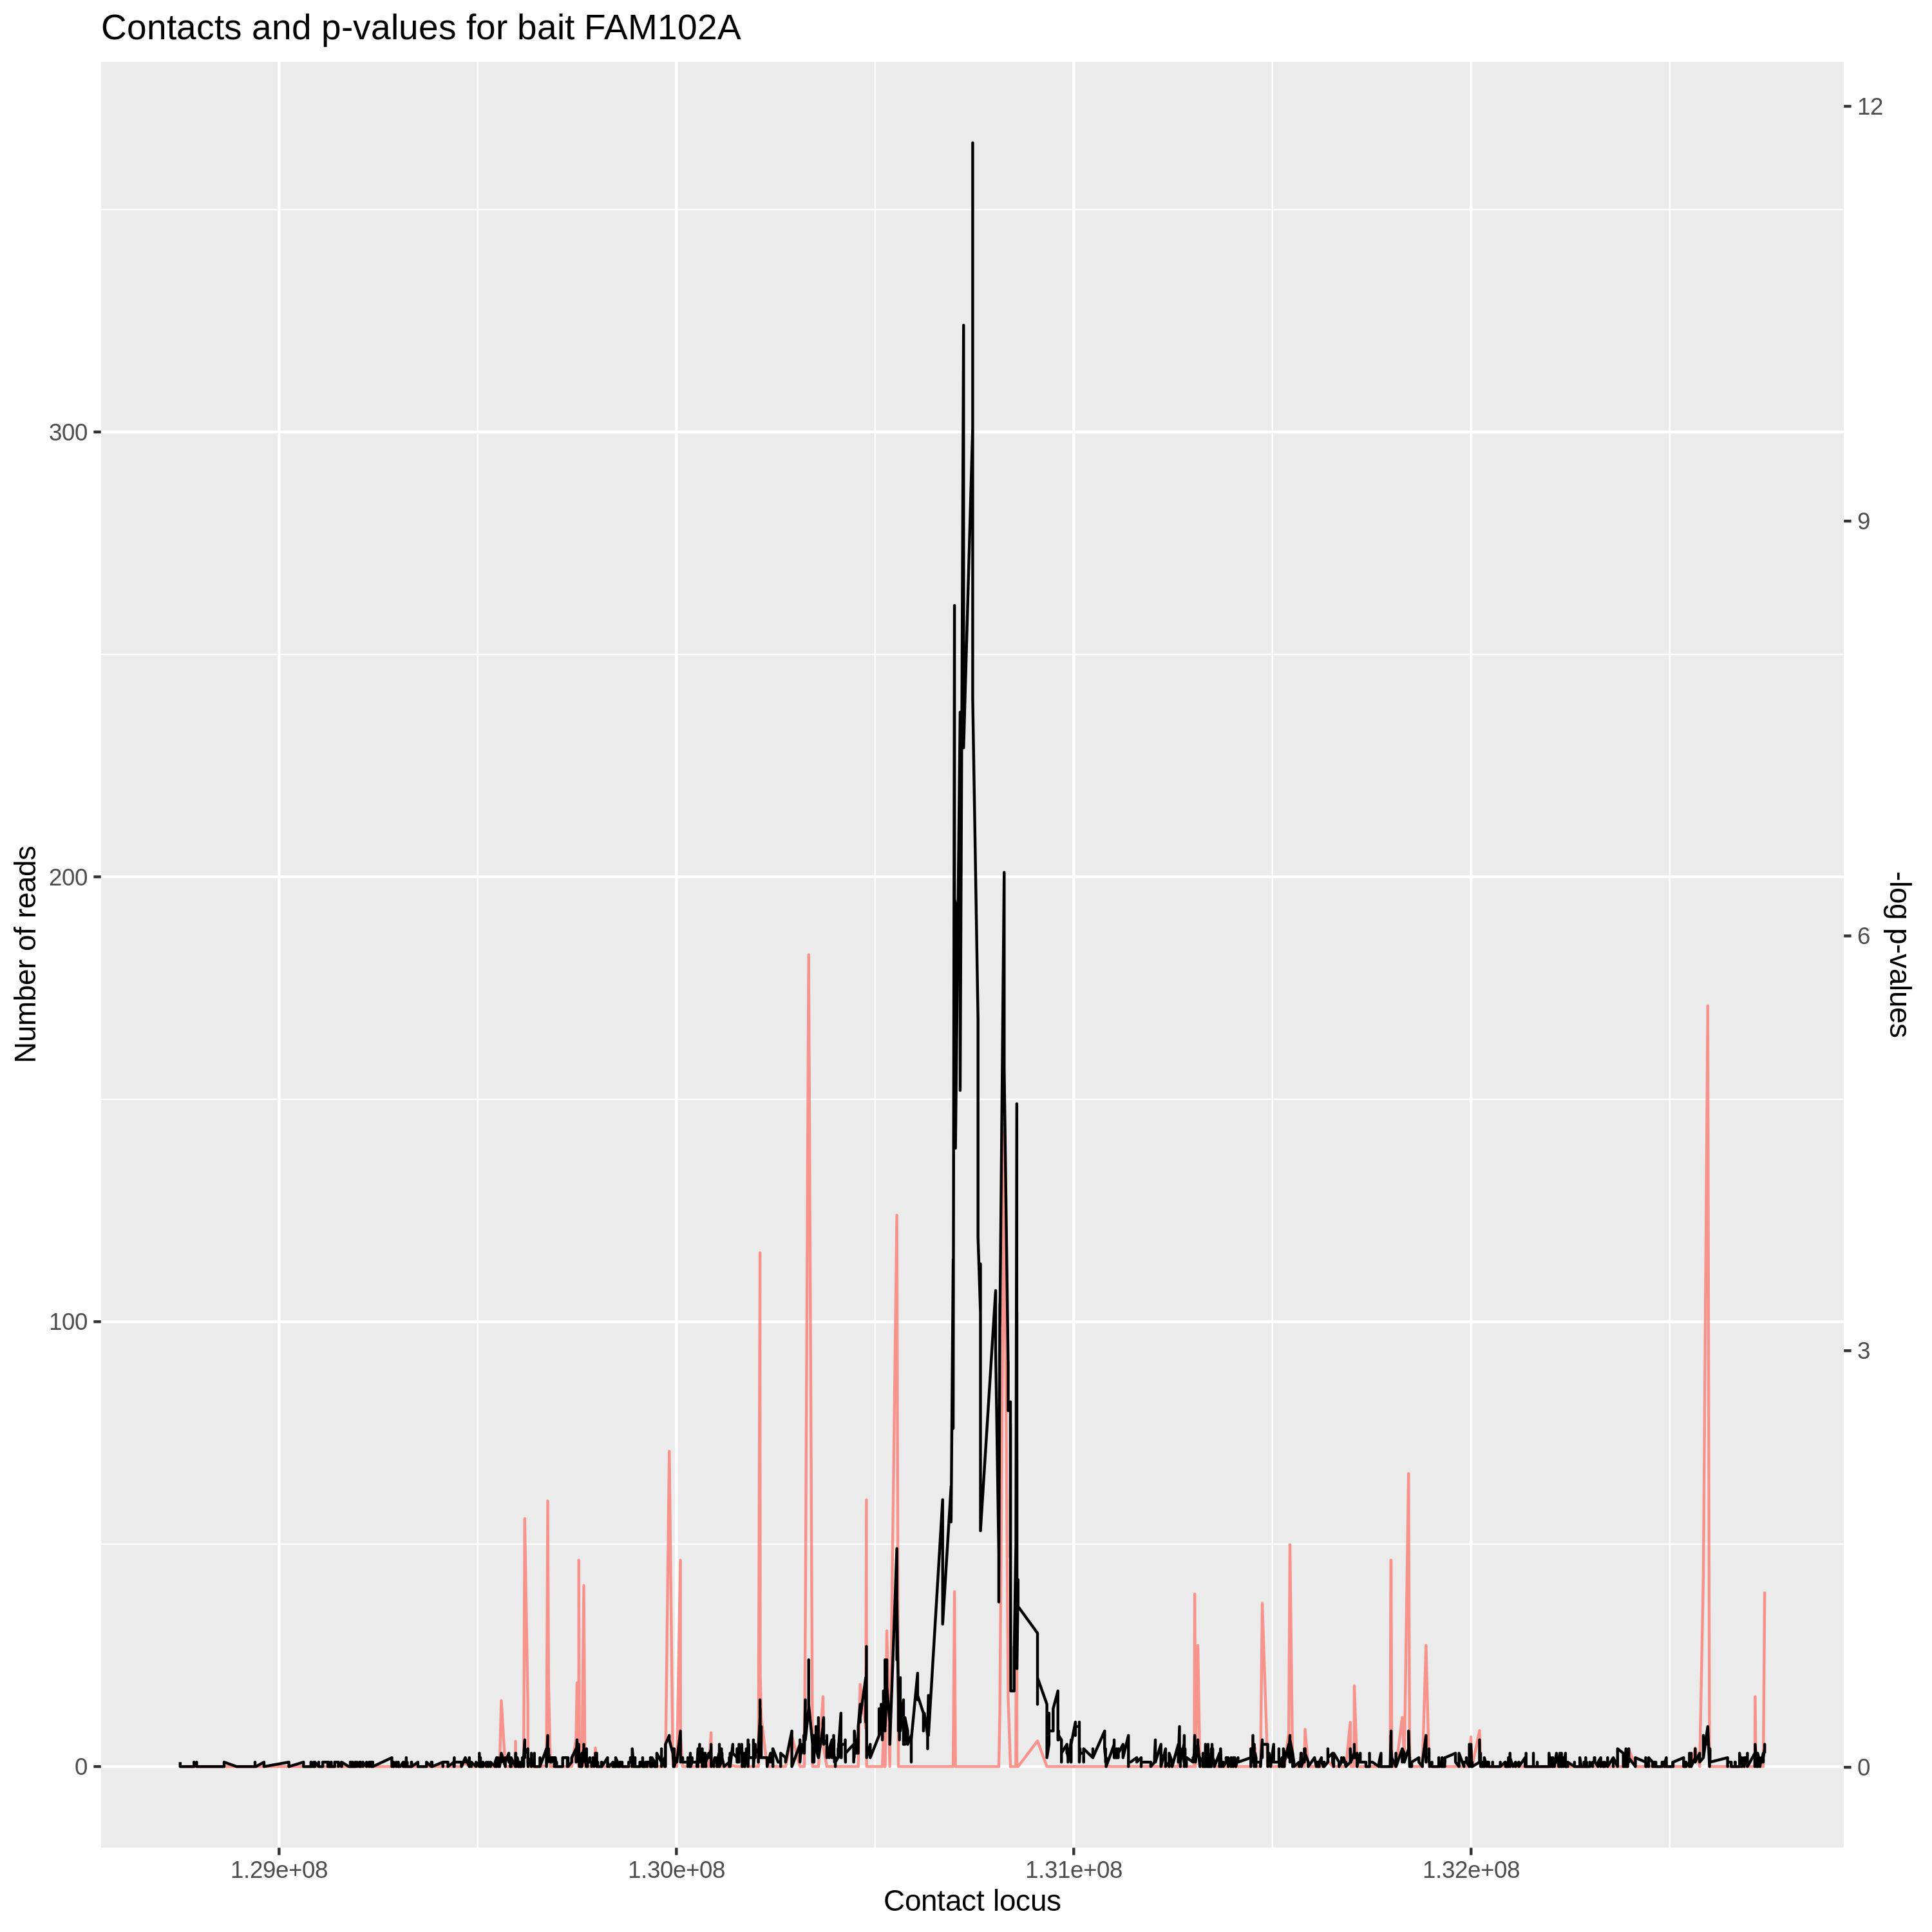 Contacts and p-values for bait FAM102A
12
9
6
3
0
300
200
100
0
Number of reads
-log p-values
1.29e+08 1.30e+08 1.31e+08 1.32e+08
Contact locus